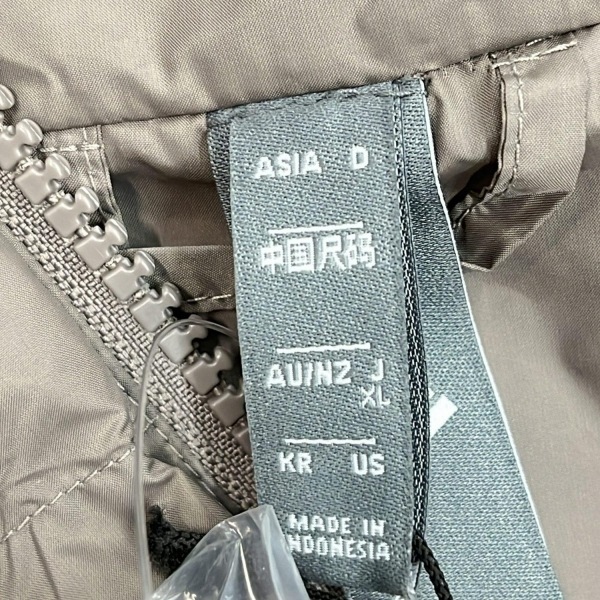 ASIA D
中国尺码
AU/NZ J
XL
KR US
MADE IN
INDONESIA